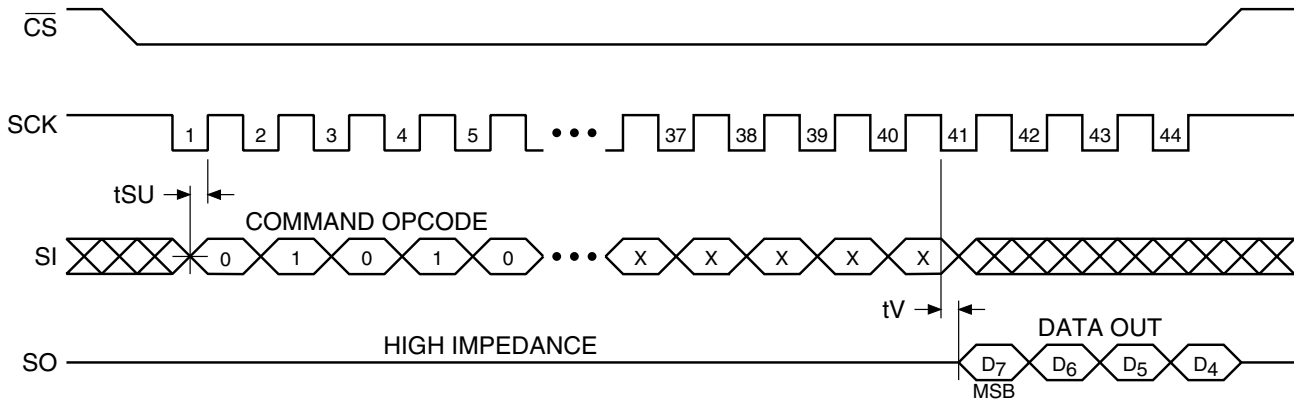 CS
SCK 1 2 3 4 5 ••• 37 38 39 40 41 42 43 44
tSU
COMMAND OPCODE
SI 0 1 0 1 0 ••• X X X X X
tV
HIGH IMPEDANCE
DATA OUT
SO D7 D6 D5 D4
MSB